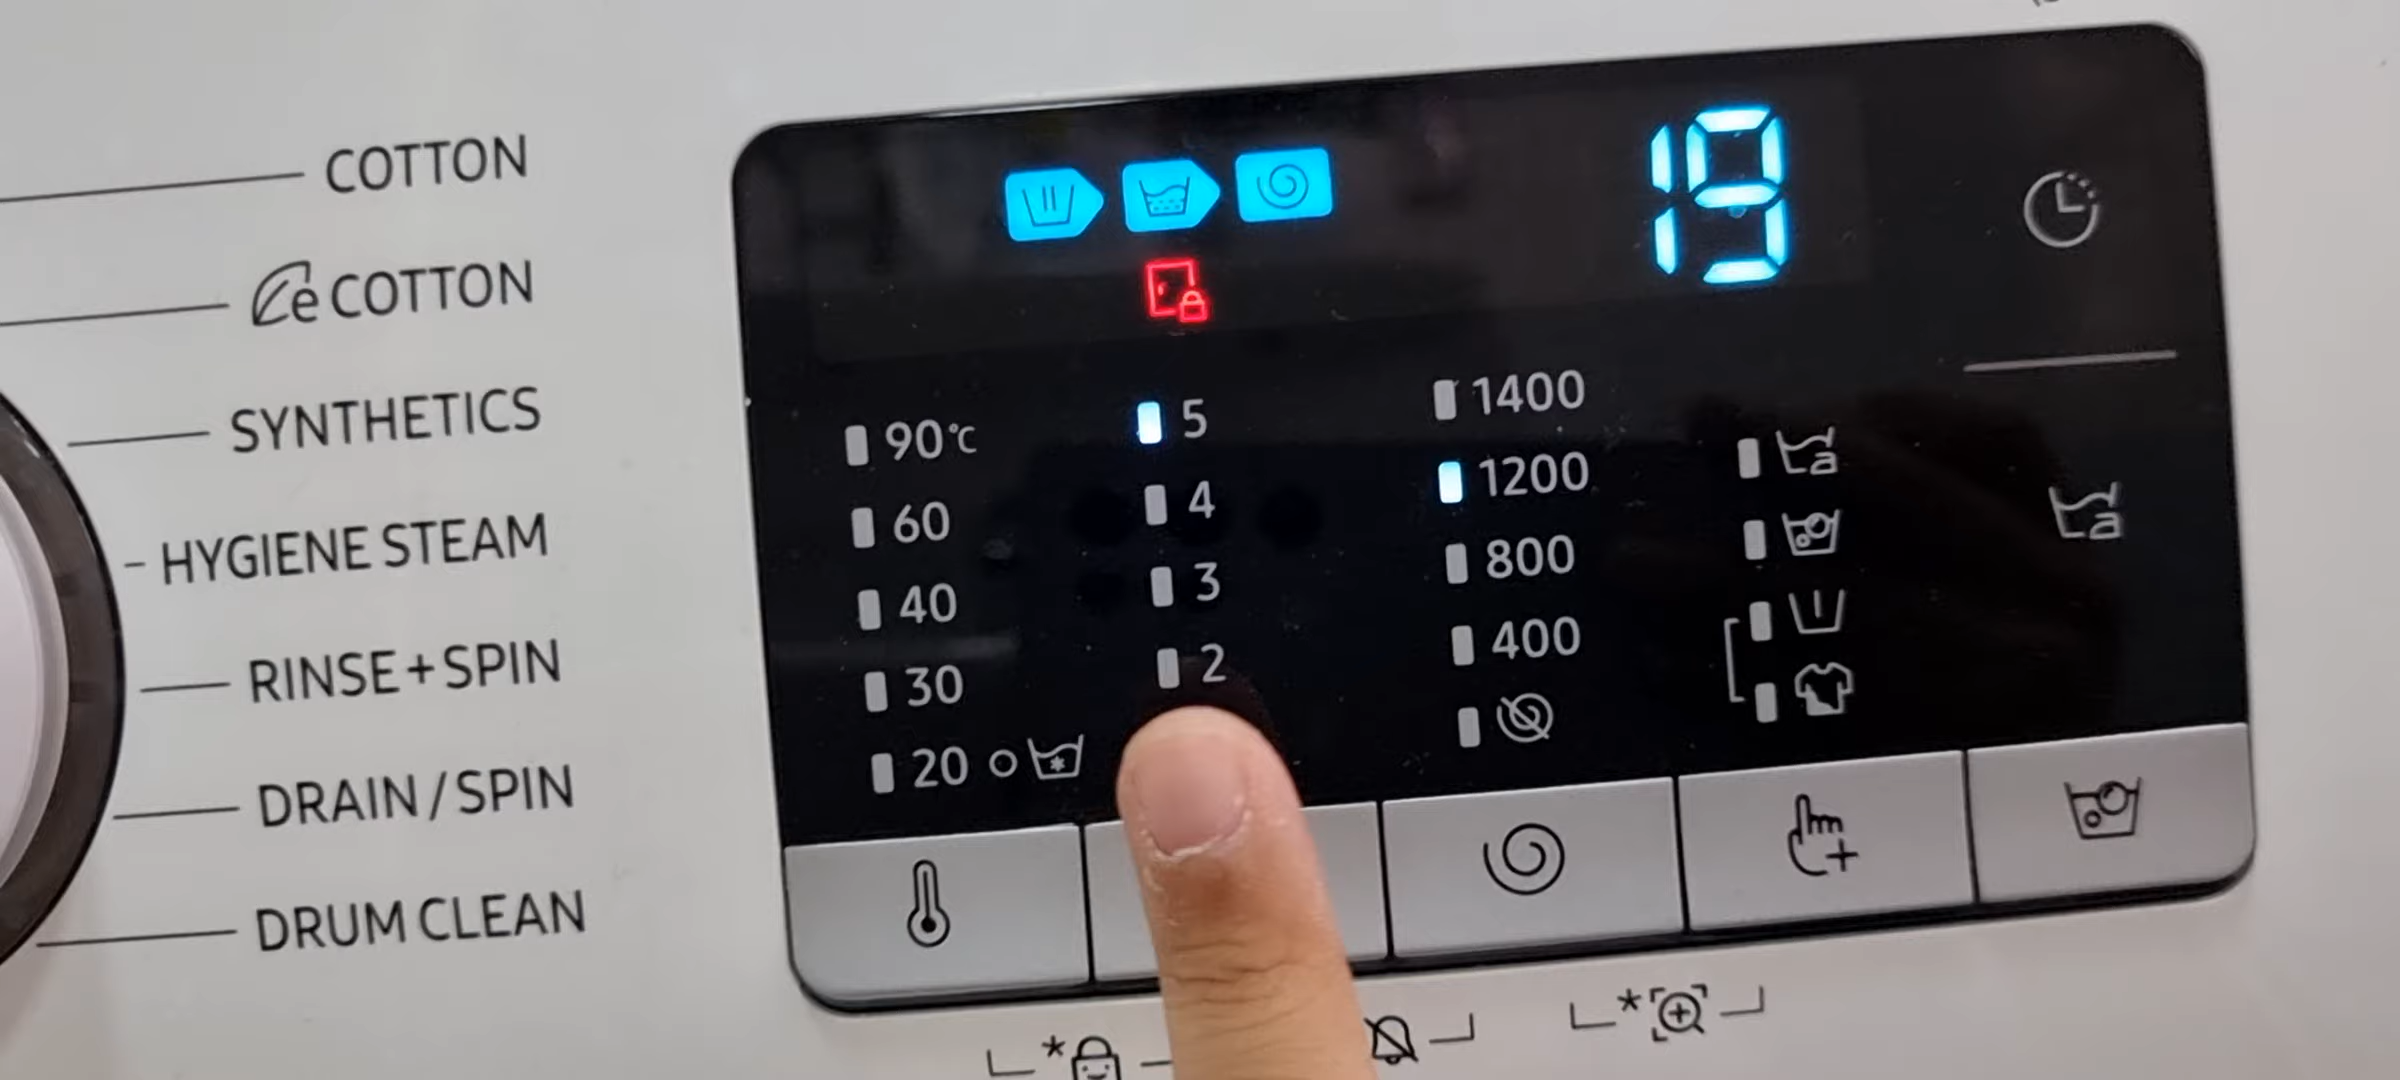 COTTON
e COTTON
SYNTHETICS
HYGIENE STEAM
RINSE + SPIN
DRAIN / SPIN
DRUM CLEAN
19
90℃
60
40
30
20
5
4
3
2
1400
1200
800
400
a
a
*
*